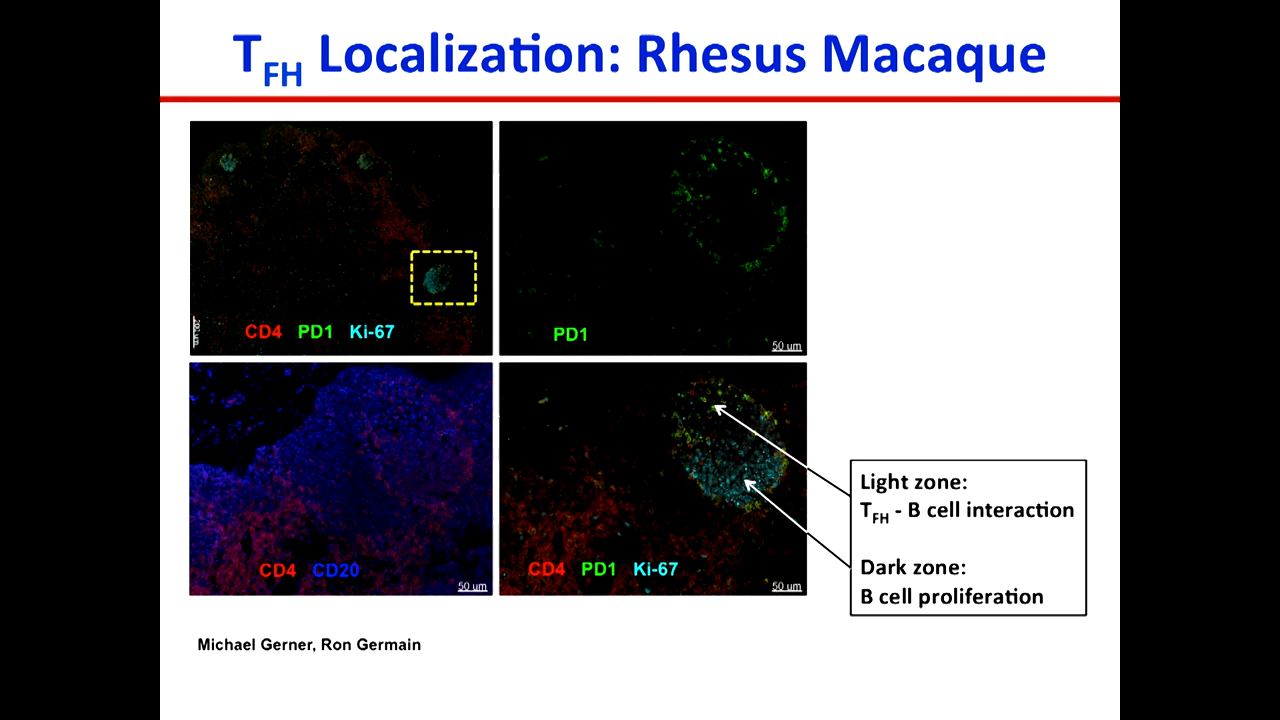 TFH Localization: Rhesus Macaque
CD4 PD1 Ki-67
PD1
50 um
CD4 CD20
50 um
CD4 PD1 Ki-67
50 um
Light zone:
TFH - B cell interaction
Dark zone:
B cell proliferation
Michael Gerner, Ron Germain